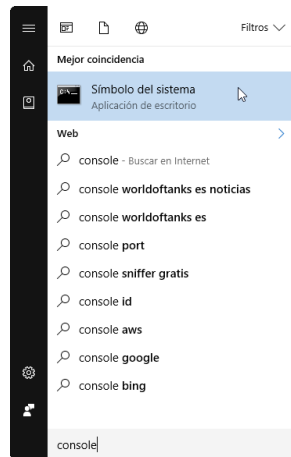 Filtros
Mejor coincidencia
Símbolo del sistema
Aplicación de escritorio
Web
console - Buscar en Internet
console worldoftanks es noticias
console worldoftanks es
console port
console sniffer gratis
console id
console aws
console google
console bing
console